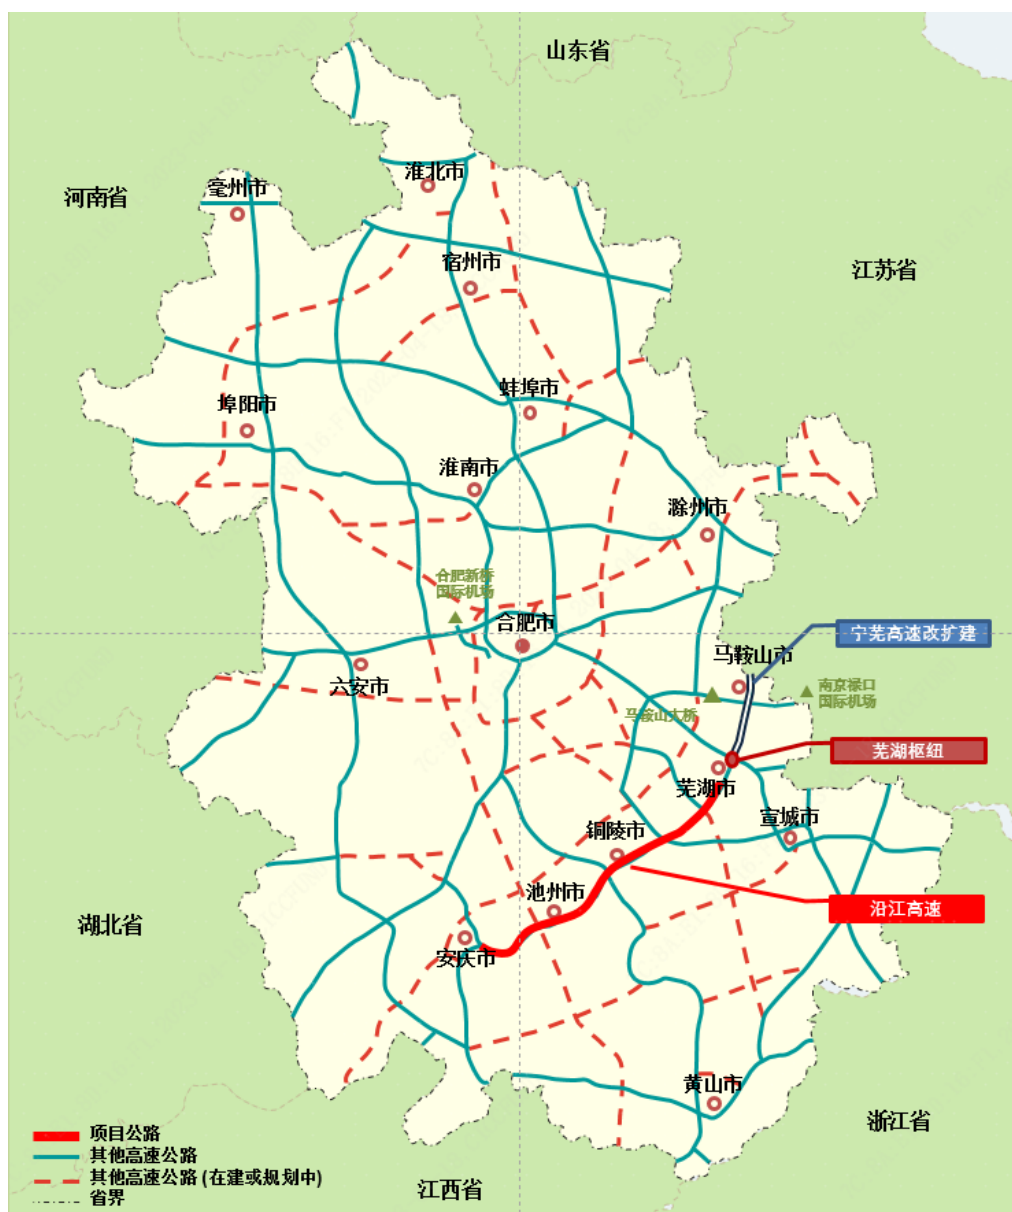 山东省
淮北市
亳州市
河南省
宿州市
江苏省
蚌埠市
埠阳市
淮南市
滁州市
合肥新桥
国际机场
合肥市
宁芜高速改扩建
马鞍山市
六安市
南京禄口
国际机场
马鞍山大桥
芜湖枢纽
芜湖市
宣城市
铜陵市
池州市
沿江高速
湖北省
安庆市
黄山市
浙江省
项目公路
其他高速公路
其他高速公路 (在建或规划中)
省界
江西省